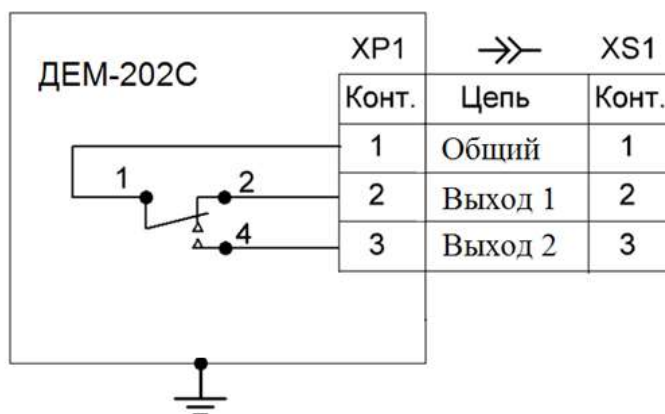 ХР1 XS1
ДЕМ-202С
Конт. Цепь Конт.
1 Общий 1
1 2 2 Выход 1 2
4 3 Выход 2 3